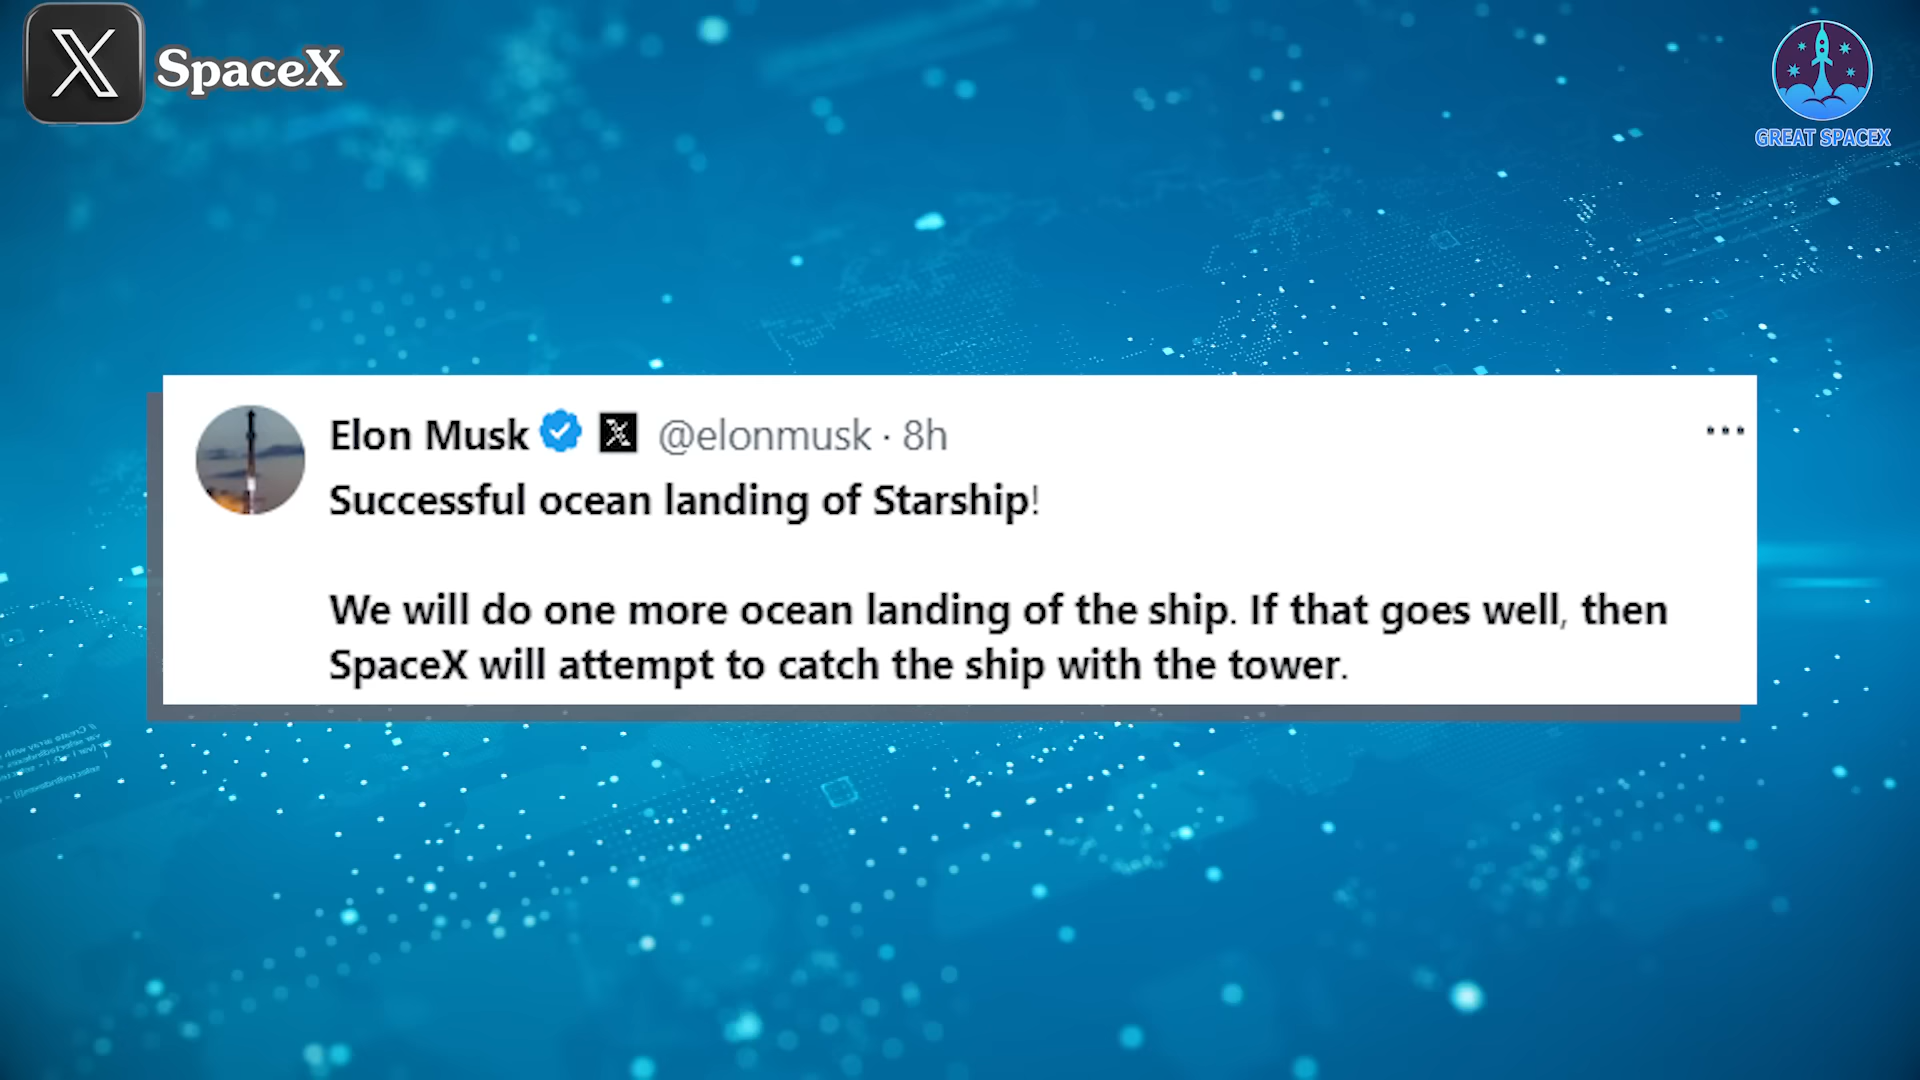 SpaceX
GREAT SPACEX
Elon Musk @elonmusk · 8h
Successful ocean landing of Starship!
We will do one more ocean landing of the ship. If that goes well, then
SpaceX will attempt to catch the ship with the tower.